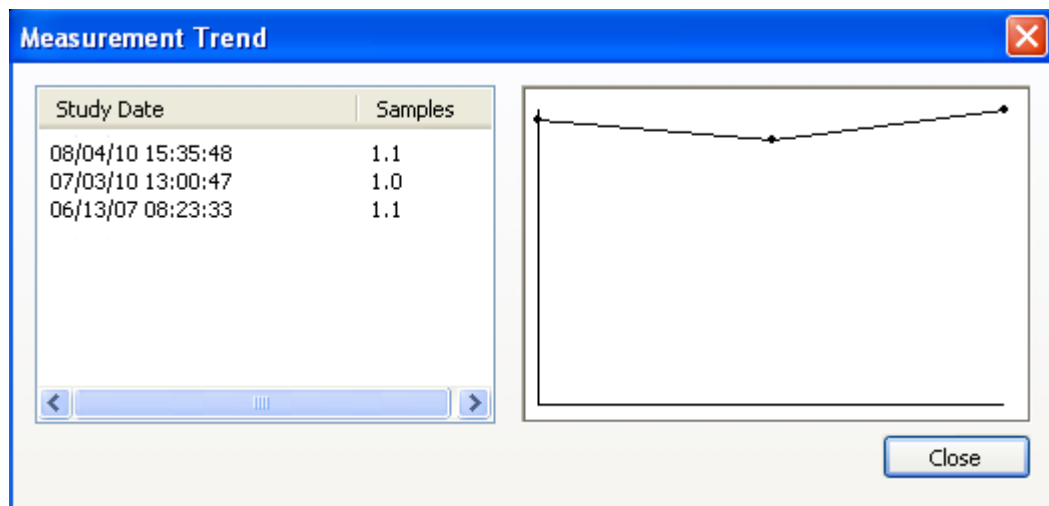 Measurement Trend
Study Date Samples
08/04/10 15:35:48 1.1
07/03/10 13:00:47 1.0
06/13/07 08:23:33 1.1
Close